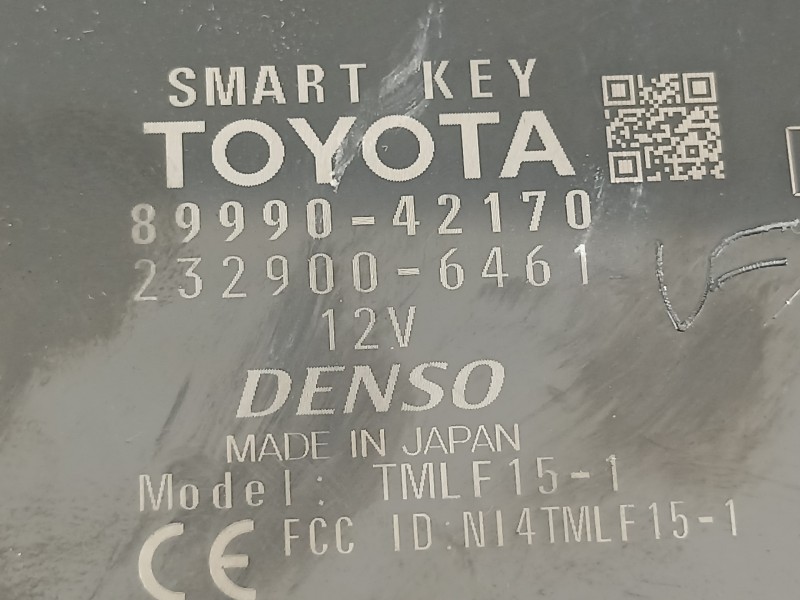 SMART KEY
TOYOTA
89990-42170
232900-6461
12V
DENSO
MADE IN JAPAN
Model: TMLF15-1
CE FCC ID:NI4TMLF15-1